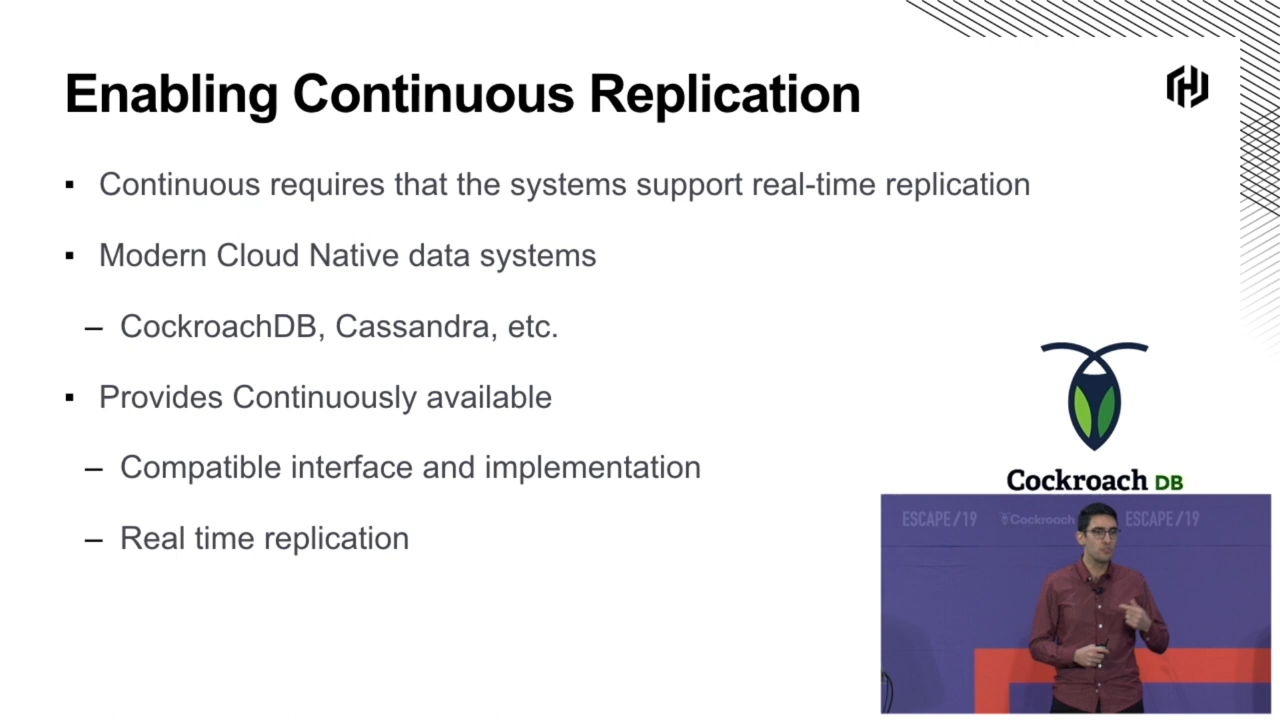 Enabling Continuous Replication
▪ Continuous requires that the systems support real-time replication
▪ Modern Cloud Native data systems
– CockroachDB, Cassandra, etc.
▪ Provides Continuously available
– Compatible interface and implementation
– Real time replication
Cockroach DB
ESCAPE/19 Cockroach ESCAPE/19